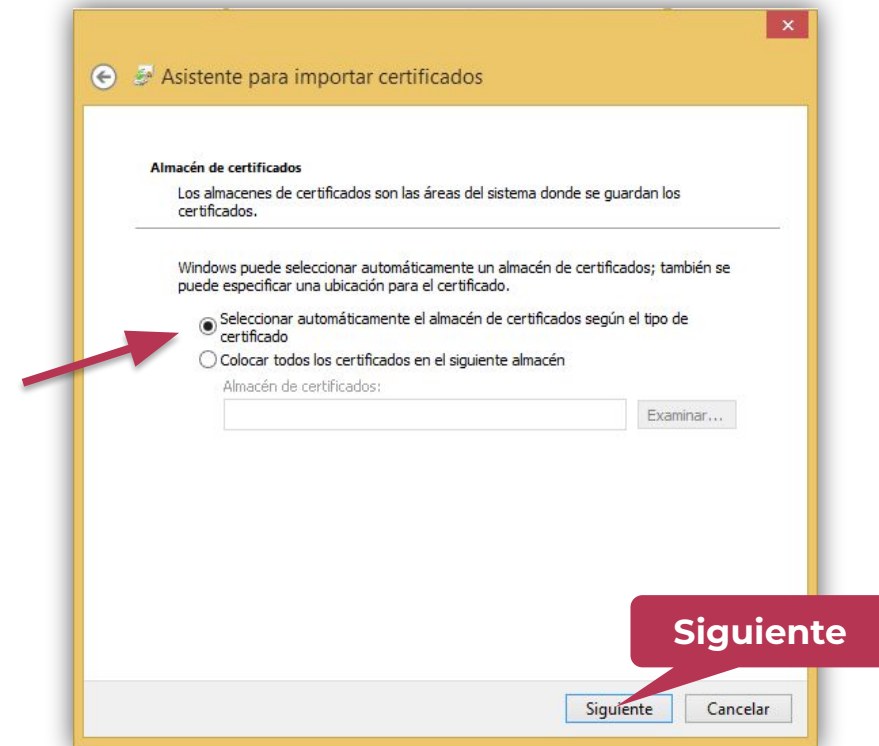 Asistente para importar certificados
Almacén de certificados
Los almacenes de certificados son las áreas del sistema donde se guardan los
certificados.
Windows puede seleccionar automáticamente un almacén de certificados; también se
puede especificar una ubicación para el certificado.
Seleccionar automáticamente el almacén de certificados según el tipo de
certificado
Colocar todos los certificados en el siguiente almacén
Almacén de certificados:
Examinar...
Siguiente
Siguiente
Cancelar